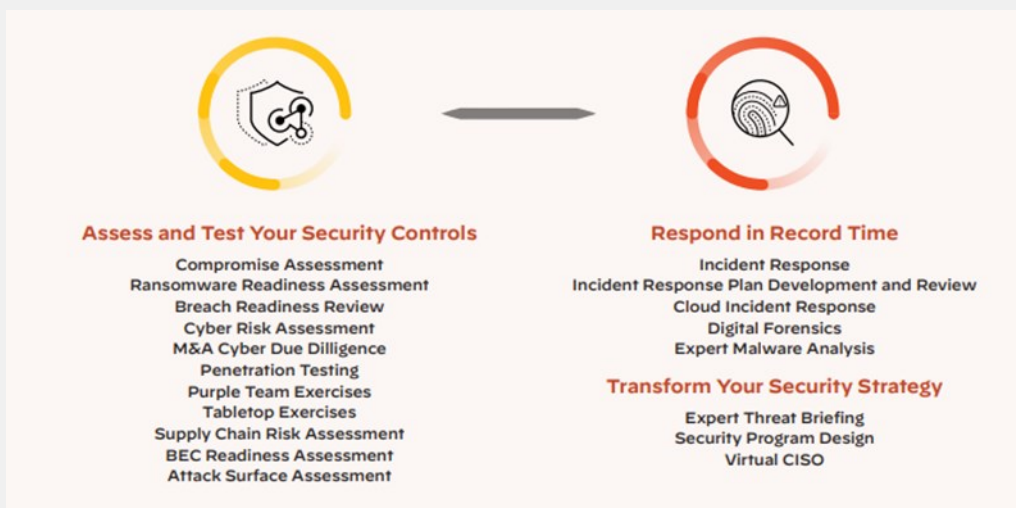 Assess and Test Your Security Controls
Compromise Assessment
Ransomware Readiness Assessment
Breach Readiness Review
Cyber Risk Assessment
M&A Cyber Due Dilligence
Penetration Testing
Purple Team Exercises
Tabletop Exercises
Supply Chain Risk Assessment
BEC Readiness Assessment
Attack Surface Assessment
Respond in Record Time
Incident Response
Incident Response Plan Development and Review
Cloud Incident Response
Digital Forensics
Expert Malware Analysis
Transform Your Security Strategy
Expert Threat Briefing
Security Program Design
Virtual CISO